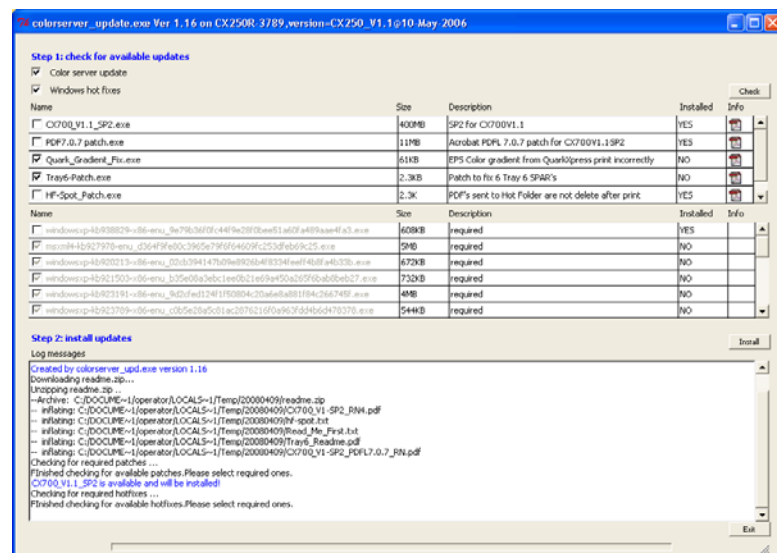 colorserver_update.exe Ver 1.16 on CX250R-3789,version=CX250_V1.1@10-May-2006
Step 1: check for available updates
Color server update
Windows hot fixes
Check
Name Size Description Installed Info
CX700_V1.1_SP2.exe 400MB SP2 for CX700V1.1 YES
PDF7.0.7 patch.exe 11MB Acrobat PDFL 7.0.7 patch for CX700V1.1-SP2 YES
Quark_Gradient_Fix.exe 61KB EPS Color gradient from QuarkXpress print incorrectly NO
Tray6-Patch.exe 2.3KB Patch to fix 6 Tray 6 SPAR's NO
HF-Spot_Patch.exe 2.3K PDF's sent to Hot Folder are not delete after print YES
Name Size Description Installed Info
608KB required YES
5MB required NO
672KB required NO
732KB required NO
4MB required NO
544KB required NO
Step 2: install updates
Install
Log messages
Created by colorserver_upd.exe version 1.16
Downloading readme.zip...
Unzipping readme.zip ..
--Archive: C:/DOCUME~1/operator/LOCALS~1/Temp/20080409/readme.zip
-- inflating: C:/DOCUME~1/operator/LOCALS~1/Temp/20080409/CX700_V1-SP2_RN4.pdf
-- inflating: C:/DOCUME~1/operator/LOCALS~1/Temp/20080409/hf-spot.txt
-- inflating: C:/DOCUME~1/operator/LOCALS~1/Temp/20080409/Read_Me_First.txt
-- inflating: C:/DOCUME~1/operator/LOCALS~1/Temp/20080409/Tray6_Readme.pdf
-- inflating: C:/DOCUME~1/operator/LOCALS~1/Temp/20080409/CX700_V1-SP2_PDFL7.0.7_RN.pdf
Checking for required patches ...
FInished checking for available patches.Please select required ones.
CX700_V1.1_SP2 is available and will be installed!
Checking for required hotfixes ...
FInished checking for available hotfixes.Please select required ones.
Exit